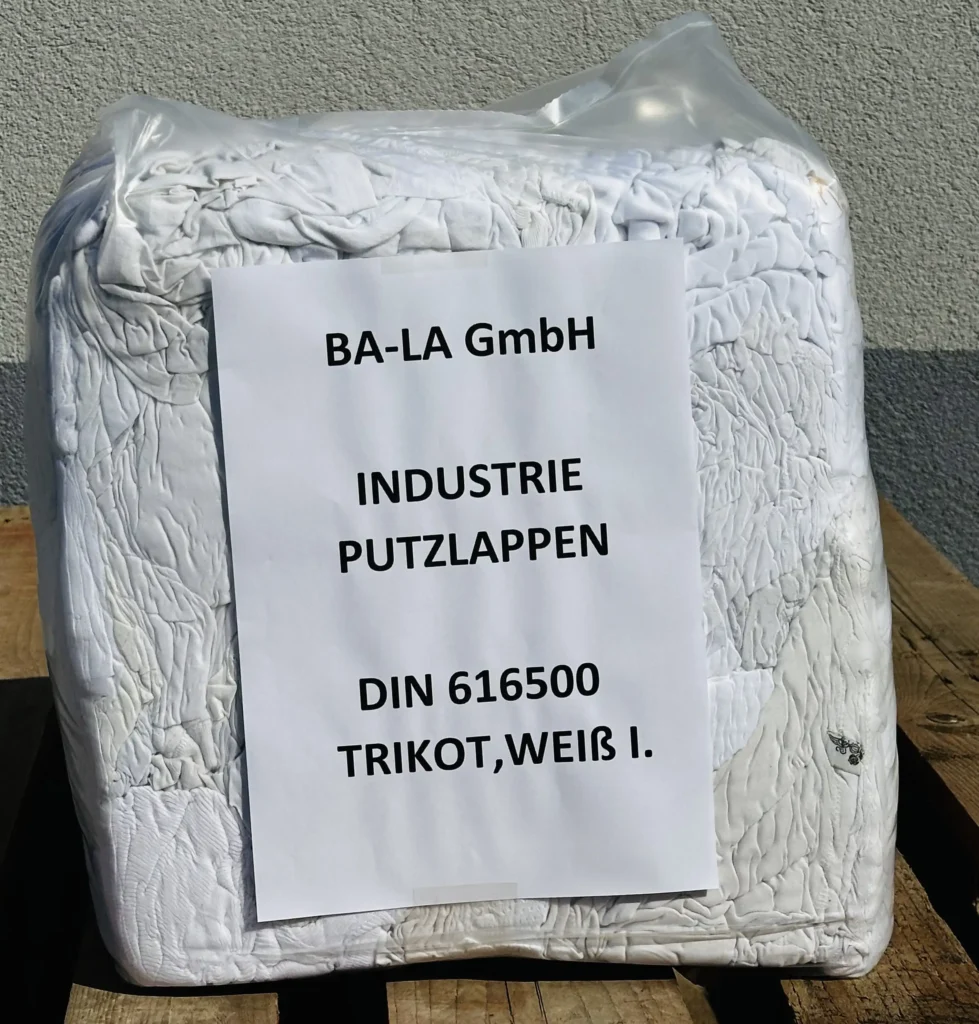 BA-LA GmbH
INDUSTRIE
PUTZLAPPEN
DIN 616500
TRIKOT,WEIß I.